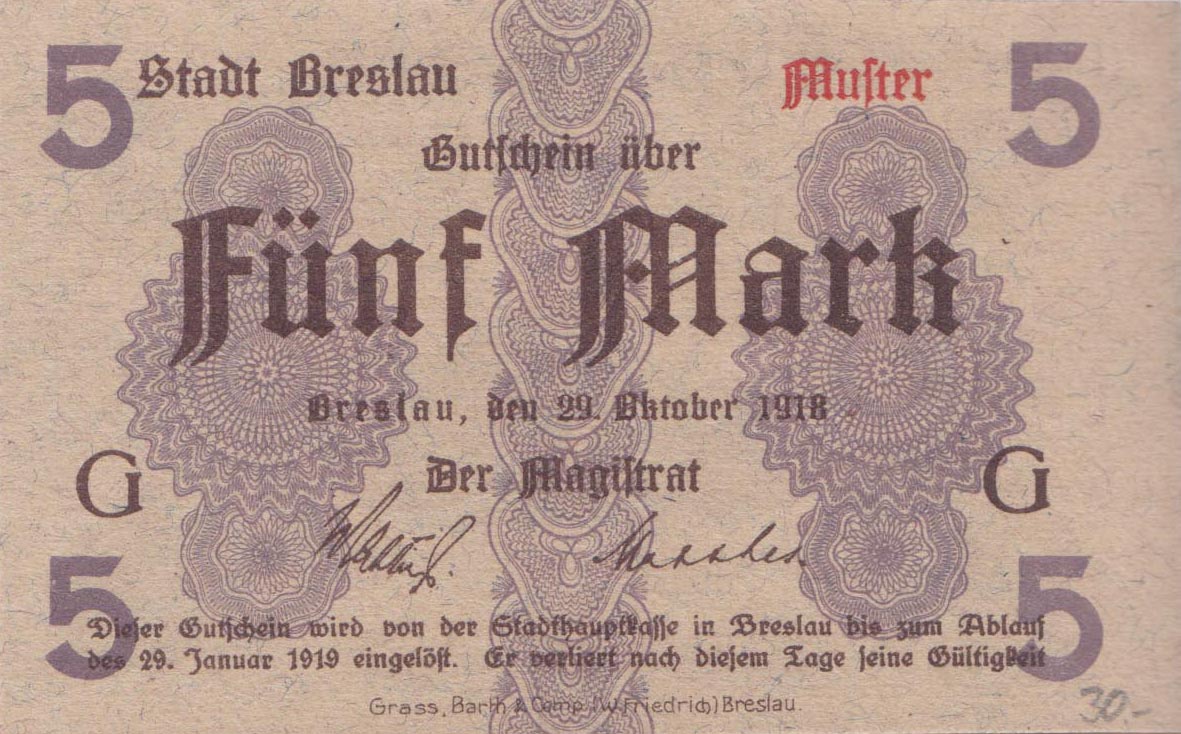 5 Stadt Breslau Muſter 5
Gutſchein über
Fünf Mark
Breslau, den 29. Oktober 1918
Der Magiſtrat
G G
5 5
Dieſer Gutſchein wird von der Stadthauptkaſſe in Breslau bis zum Ablauf
des 29. Januar 1919 eingelöſt. Er verliert nach dieſem Tage ſeine Gültigkeit
Grass, Barth & Comp. (W. Friedrich) Breslau.
30.-